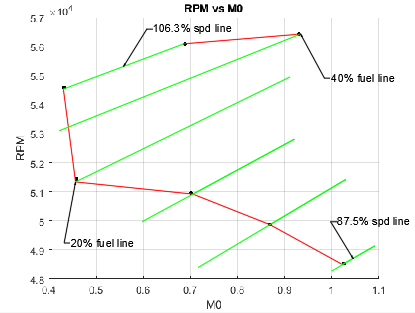 RPM vs M0
×10⁴
5.7
106.3% spd line
5.6
5.5
40% fuel line
5.4
5.3
RPM
5.2
5.1
5
87.5% spd line
4.9
20% fuel line
4.8
0.4 0.5 0.6 0.7 0.8 0.9 1 1.1
M0